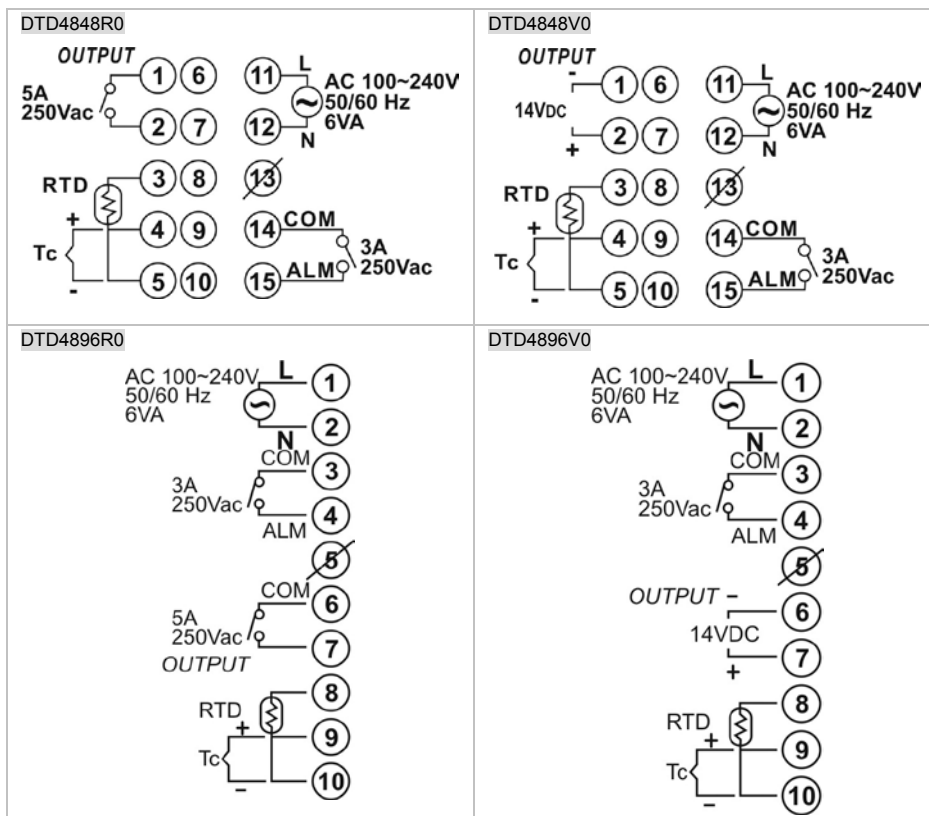 DTD4848R0
OUTPUT
5A
250Vac
1 6
2 7
RTD
3 8
+
Tc
4 9
-
5 10
L
11
AC 100~240V
50/60 Hz
6VA
12
N
13
14 COM
3A
250Vac
15 ALM
DTD4848V0
OUTPUT
-
1 6
14VDC
2 7
+
RTD
3 8
+
Tc
4 9
-
5 10
L
11
AC 100~240V
50/60 Hz
6VA
12
N
13
14 COM
3A
250Vac
15 ALM
DTD4896R0
AC 100~240V
50/60 Hz
6VA
L
1
2
N
COM
3
3A
250Vac
4
ALM
5
COM
6
5A
250Vac
7
OUTPUT
8
RTD
+
9
Tc
-
10
DTD4896V0
AC 100~240V
50/60 Hz
6VA
L
1
2
N
COM
3
3A
250Vac
4
ALM
5
OUTPUT -
6
14VDC
7
+
8
RTD
+
9
Tc
-
10